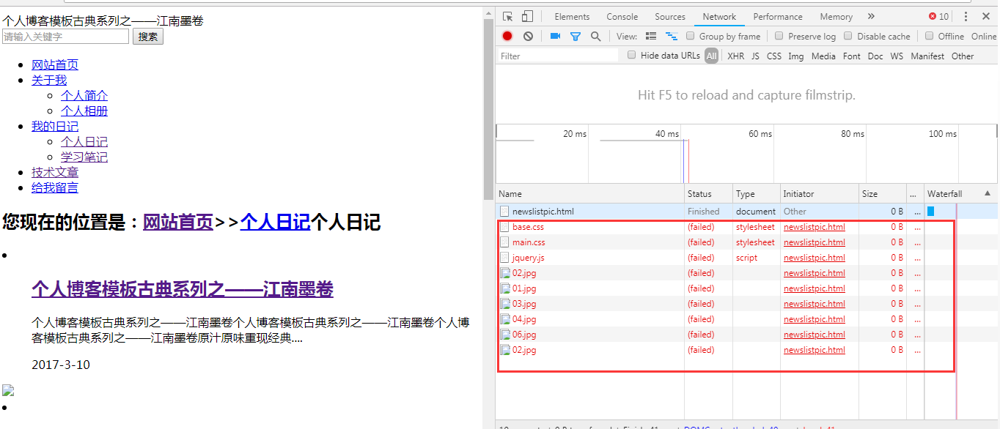 个人博客模板古典系列之——江南墨卷
请输入关键字 搜索
网站首页
关于我
个人简介
个人相册
我的日记
个人日记
学习笔记
技术文章
给我留言
您现在的位置是：网站首页>>个人日记个人日记
个人博客模板古典系列之——江南墨卷
个人博客模板古典系列之——江南墨卷个人博客模板古典系列之——江南墨卷个人博
客模板古典系列之——江南墨卷原汁原味重现经典....
2017-3-10
Elements Console Sources Network Performance Memory » 10
View: Group by frame Preserve log Disable cache Offline Online
Filter Hide data URLs All XHR JS CSS Img Media Font Doc WS Manifest Other
Hit F5 to reload and capture filmstrip.
20 ms 40 ms 60 ms 80 ms 100 ms
Name Status Type Initiator Size ... Waterfall
newslistpic.html Finished document Other 0 B ...
base.css (failed) stylesheet newslistpic.html 0 B ...
main.css (failed) stylesheet newslistpic.html 0 B ...
jquery.js (failed) script newslistpic.html 0 B ...
02.jpg (failed) newslistpic.html 0 B ...
01.jpg (failed) newslistpic.html 0 B ...
03.jpg (failed) newslistpic.html 0 B ...
04.jpg (failed) newslistpic.html 0 B ...
06.jpg (failed) newslistpic.html 0 B ...
02.jpg (failed) newslistpic.html 0 B ...